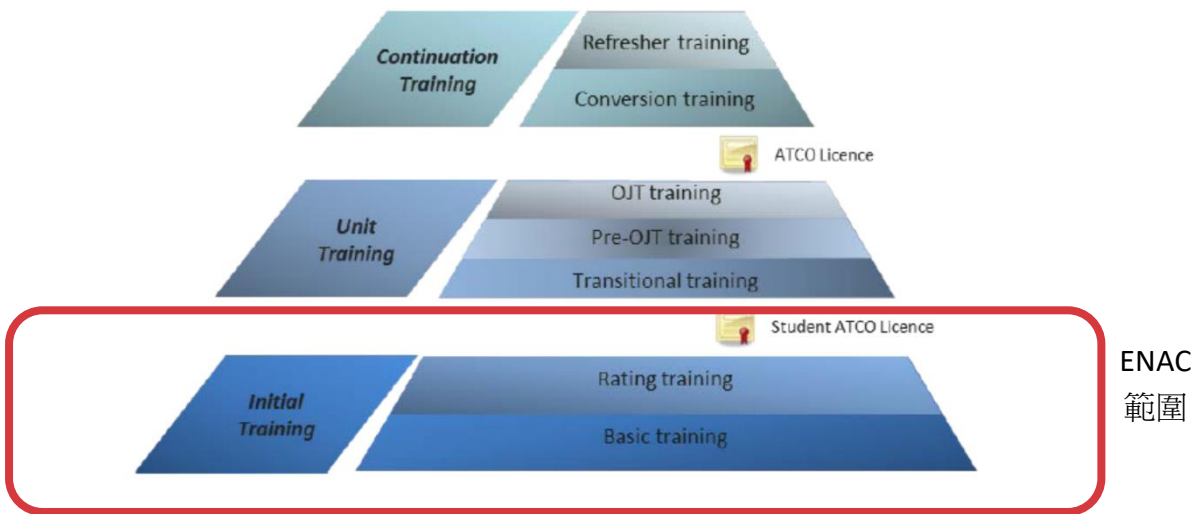 Continuation
Training
Refresher training
Conversion training
ATCO Licence
Unit
Training
OJT training
Pre-OJT training
Transitional training
Student ATCO Licence
Initial
Training
Rating training
Basic training
ENAC
範圍